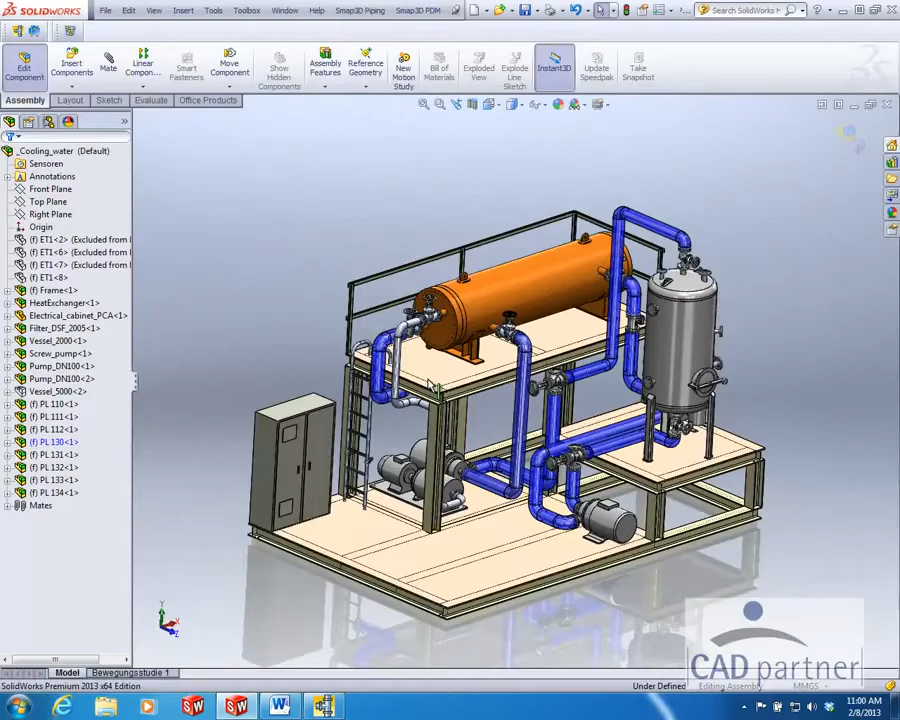 SOLIDWORKS File Edit View Insert Tools Toolbox Window Help Smap3D Piping Smap3D PDM Search SolidWorks Help
Edit Component
Insert Components
Mate
Linear Compon...
Smart Fasteners
Move Component
Show Hidden Components
Assembly Features
Reference Geometry
New Motion Study
Bill of Materials
Exploded View
Explode Line Sketch
Instant3D
Update Speedpak
Take Snapshot
Assembly Layout Sketch Evaluate Office Products
_Cooling_water (Default)
Sensoren
Annotations
Front Plane
Top Plane
Right Plane
Origin
(f) ET1<2> (Excluded from
(f) ET1<6> (Excluded from
(f) ET1<7> (Excluded from
(f) ET1<8>
(f) Frame<1>
HeatExchanger<1>
Electrical_cabinet_PCA<1>
Filter_DSF_2005<1>
Vessel_2000<1>
Screw_pump<1>
Pump_DN100<1>
Pump_DN100<2>
Vessel_5000<2>
(f) PL 110<1>
(f) PL 111<1>
(f) PL 112<1>
(f) PL 130<1>
(f) PL 131<1>
(f) PL 132<1>
(f) PL 133<1>
(f) PL 134<1>
Mates
Y
X
Z
CAD partner
Model Bewegungsstudie 1
SolidWorks Premium 2013 x64 Edition Under Defined Editing Assembly MMGS
11:00 AM
2/8/2013